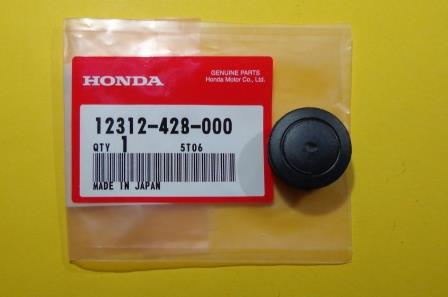 HONDA
GENUINE PARTS
Honda Motor Co., Ltd.
12312-428-000
QTY 1 5T06
MADE IN JAPAN